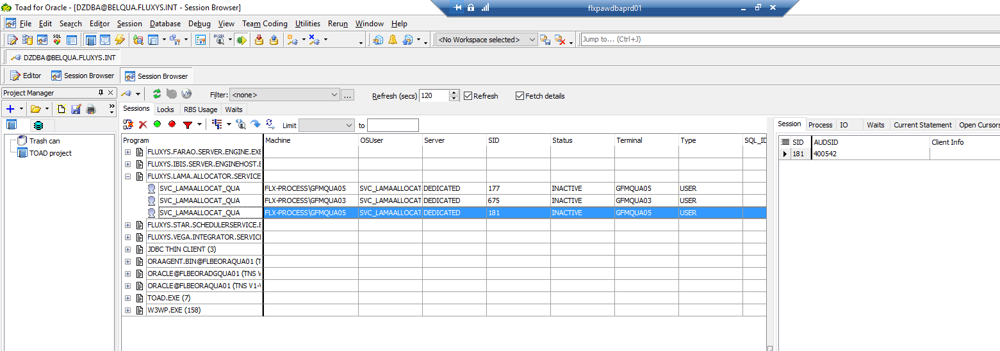 Toad for Oracle - [DZDBA@BELQUA.FLUXYS.INT - Session Browser]
flxpawdbaprd01
File Edit Search Editor Session Database Debug View Team Coding Utilities Rerun Window Help
SQL PLSQL <No Workspace selected> Jump to... (Ctrl+J)
DZDBA@BELQUA.FLUXYS.INT
Editor Session Browser Session Browser
Project Manager Filter: <none> ... Refresh (secs) 120 Refresh Fetch details
Sessions Locks RBS Usage Waits
Limit to
Trash can
TOAD project
Session Process IO Waits Current Statement Open Cursors
Program Machine OSUser Server SID Status Terminal Type SQL_ID
SID AUDSID Client Info
181 400542
FLUXYS.FARAO.SERVER.ENGINE.EXE
FLUXYS.IBIS.SERVER.ENGINEHOST.E
FLUXYS.LAMA.ALLOCATOR.SERVICE
SVC_LAMAALLOCAT_QUA FLX-PROCESS\GFMQUA05 SVC_LAMAALLOCAT DEDICATED 177 INACTIVE GFMQUA05 USER
SVC_LAMAALLOCAT_QUA FLX-PROCESS\GFMQUA03 SVC_LAMAALLOCAT DEDICATED 675 INACTIVE GFMQUA03 USER
SVC_LAMAALLOCAT_QUA FLX-PROCESS\GFMQUA05 SVC_LAMAALLOCAT DEDICATED 181 INACTIVE GFMQUA05 USER
FLUXYS.STAR.SCHEDULERSERVICE.E
FLUXYS.VEGA.INTEGRATOR.SERVIC
JDBC THIN CLIENT (3)
ORAAGENT.BIN@FLBEORAQUA01 (T
ORACLE@FLBEORADGQUA01 (TNS V
ORACLE@FLBEORAQUA01 (TNS V1-
TOAD.EXE (7)
W3WP.EXE (158)